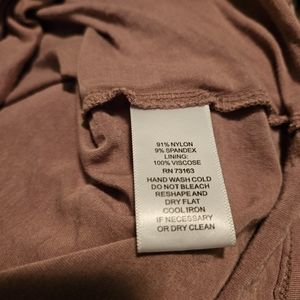 91% NYLON
9% SPANDEX
LINING:
100% VISCOSE
RN 73163
HAND WASH COLD
DO NOT BLEACH
RESHAPE AND
DRY FLAT
COOL IRON
IF NECESSARY
OR DRY CLEAN